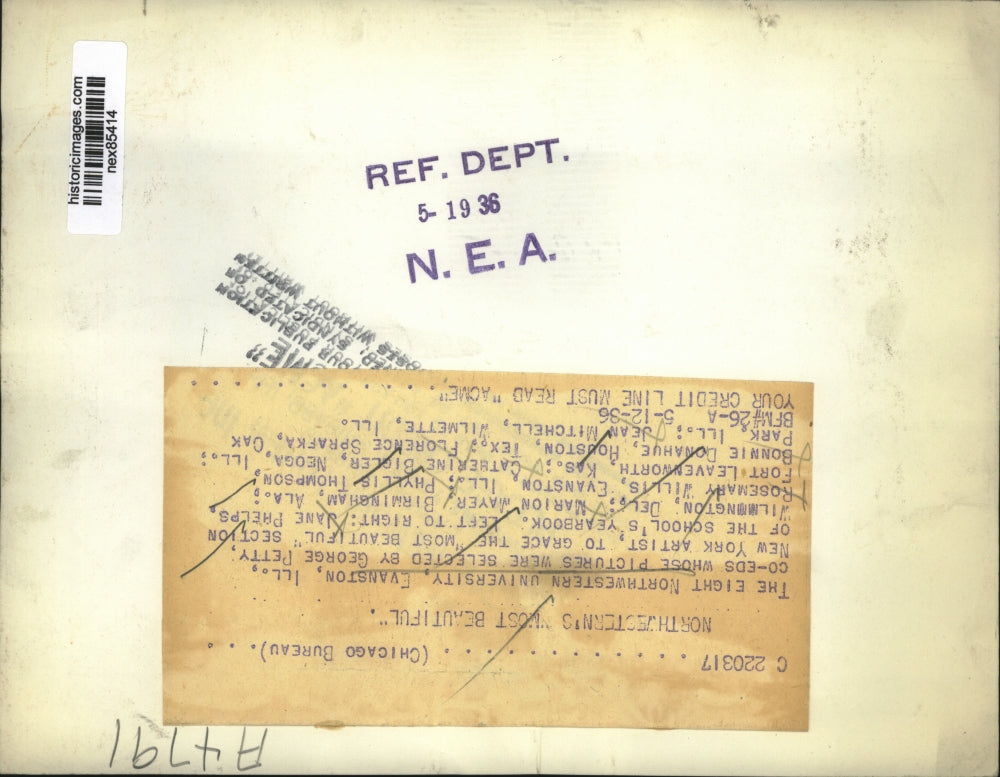 historicimages.com
nex85414
REF. DEPT.
5- 19 36
N. E. A.
C 220317 . . . . . . . . . . . . (CHICAGO BUREAU). . .
NORTHWESTERN'S "MOST BEAUTIFUL".
THE EIGHT NORTHWESTERN UNIVERSITY, EVANSTON, ILL.,
CO-EDS WHOSE PICTURES WERE SELECTED BY GEORGE PETTY,
NEW YORK ARTIST, TO GRACE THE "MOST BEAUTIFUL" SECTION
OF THE SCHOOL'S YEARBOOK. LEFT TO RIGHT: JANE PHELPS
WILMINGTON, DEL.; MARION MAYER, BIRMINGHAM, ALA.;
ROSEMARY WILLIS, EVANSTON, ILL.; PHYLLIS THOMPSON,
FORT LEAVENWORTH, KAS.; CATHERINE BIGLER, NEOGA, ILL.;
BONNIE DONAHUE, HOUSTON, TEX.; FLORENCE SPRAFKA, OAK
PARK, ILL.; JEAN MITCHELL, WILMETTE, ILL.
BFM#26-A 5-12-36
YOUR CREDIT LINE MUST READ "ACME" . . . . . . . . . . . . .
A4791